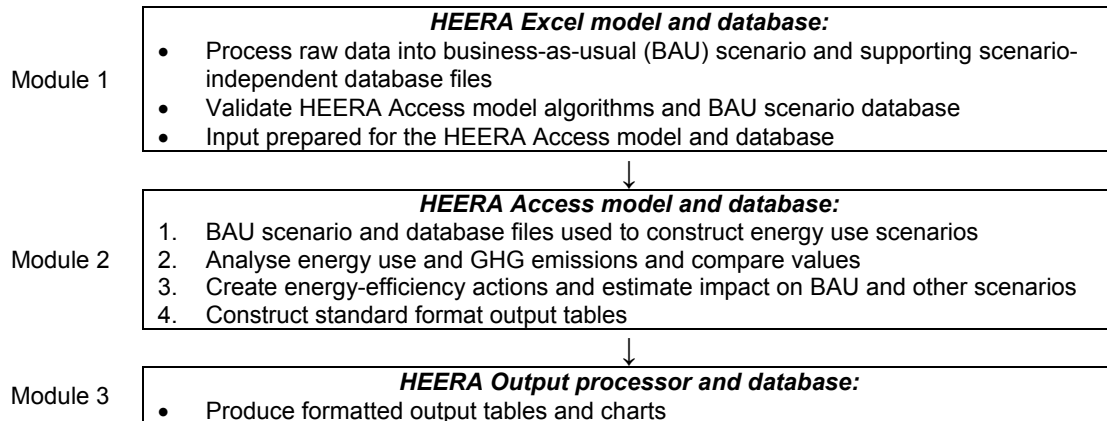 HEERA Excel model and database:
Module 1
• Process raw data into business-as-usual (BAU) scenario and supporting scenario-
independent database files
• Validate HEERA Access model algorithms and BAU scenario database
• Input prepared for the HEERA Access model and database
↓
HEERA Access model and database:
Module 2
1. BAU scenario and database files used to construct energy use scenarios
2. Analyse energy use and GHG emissions and compare values
3. Create energy-efficiency actions and estimate impact on BAU and other scenarios
4. Construct standard format output tables
↓
Module 3
HEERA Output processor and database:
• Produce formatted output tables and charts